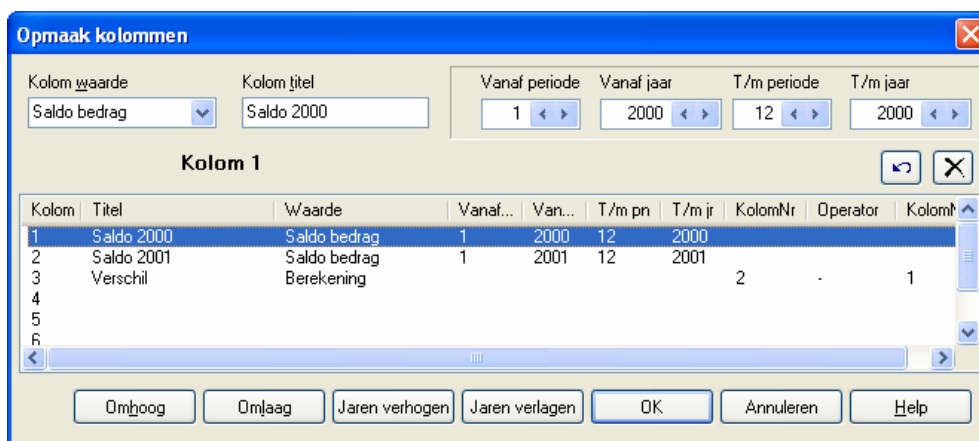 Opmaak kolommen
Kolom waarde Kolom titel Vanaf periode Vanaf jaar T/m periode T/m jaar
Saldo bedrag Saldo 2000 1 2000 12 2000
Kolom 1
Kolom Titel Waarde Vanaf... Van... T/m pn T/m jr KolomNr Operator KolomN
1 Saldo 2000 Saldo bedrag 1 2000 12 2000
2 Saldo 2001 Saldo bedrag 1 2001 12 2001
3 Verschil Berekening 2 - 1
4
5
6
Omhoog Omlaag Jaren verhogen Jaren verlagen OK Annuleren Help